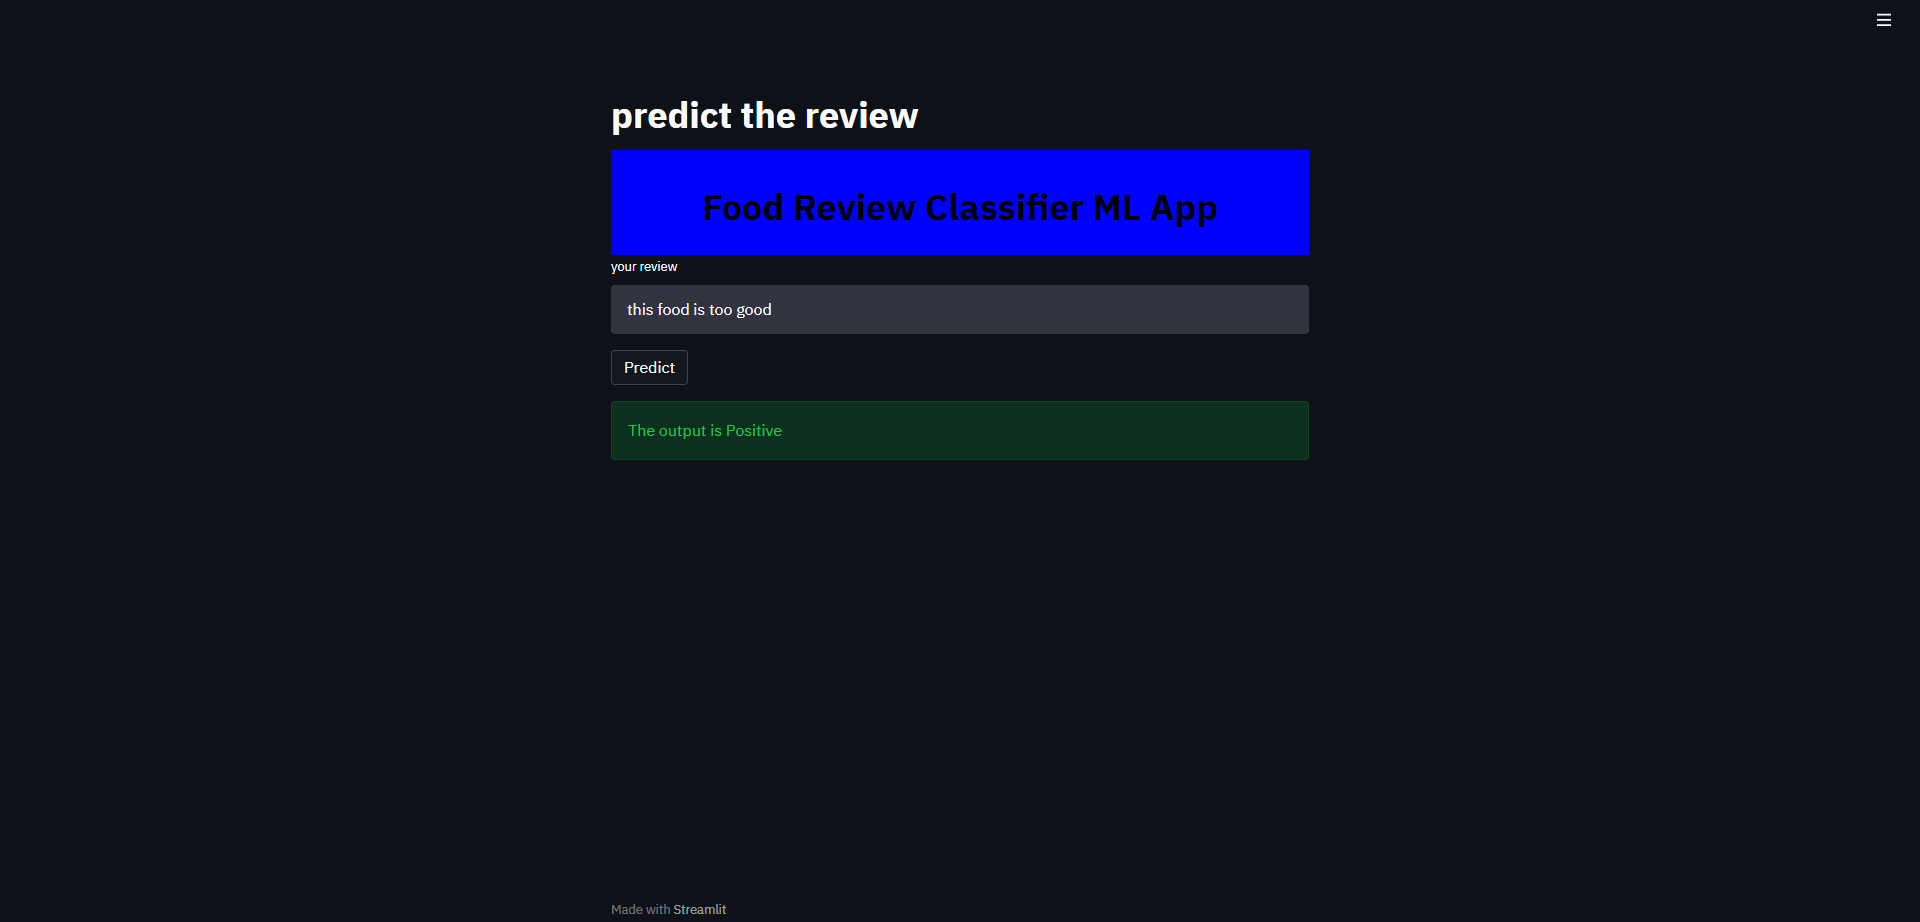 predict the review
Food Review Classifier ML App
your review
this food is too good
Predict
The output is Positive
Made with Streamlit